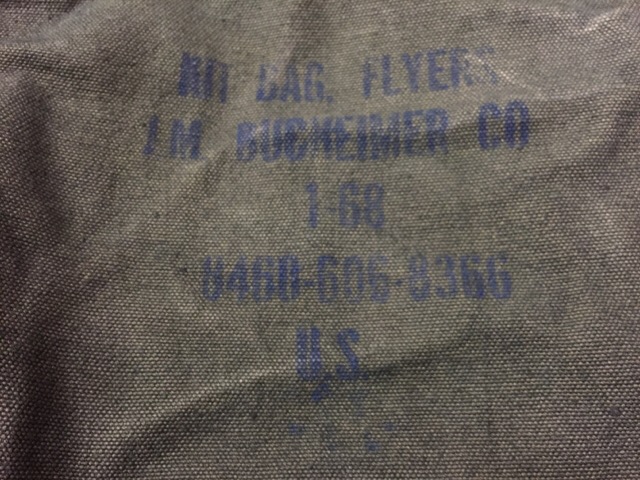 KIT BAG, FLYERS
J.M. BUCHEIMER CO
1-68
8460-606-8366
U.S.